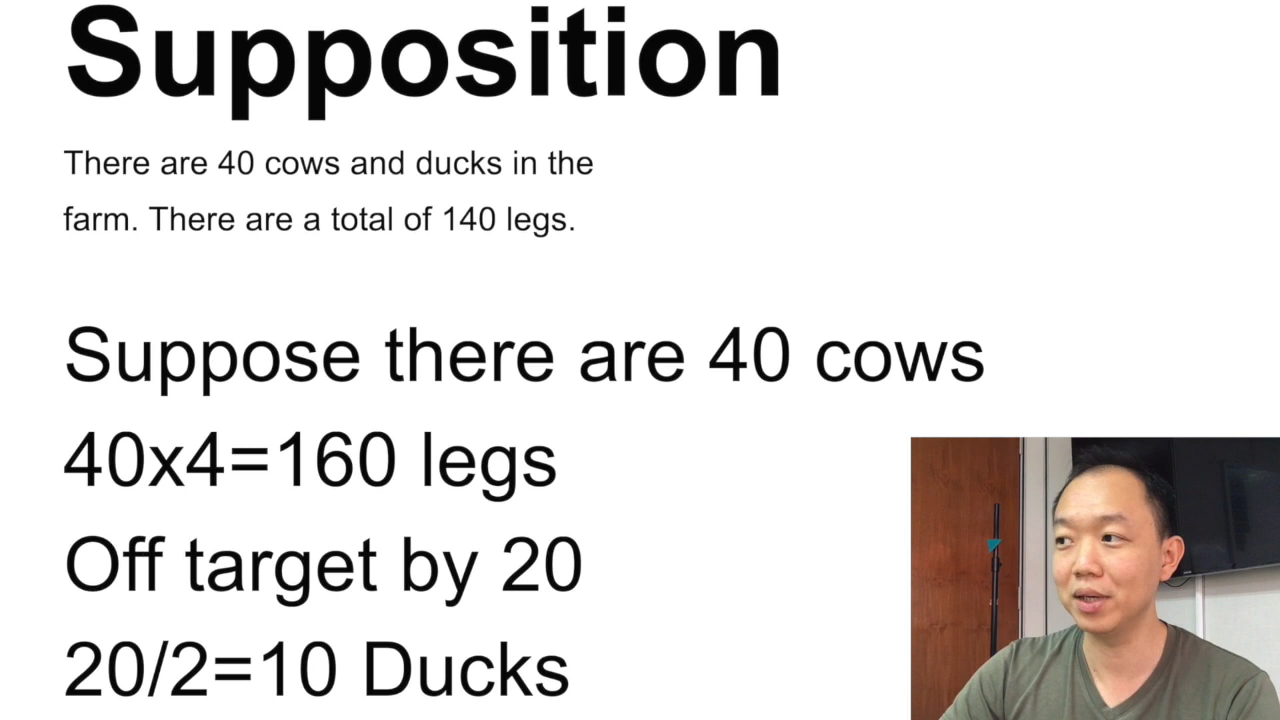 Supposition
There are 40 cows and ducks in the
farm. There are a total of 140 legs.
Suppose there are 40 cows
40x4=160 legs
Off target by 20
20/2=10 Ducks